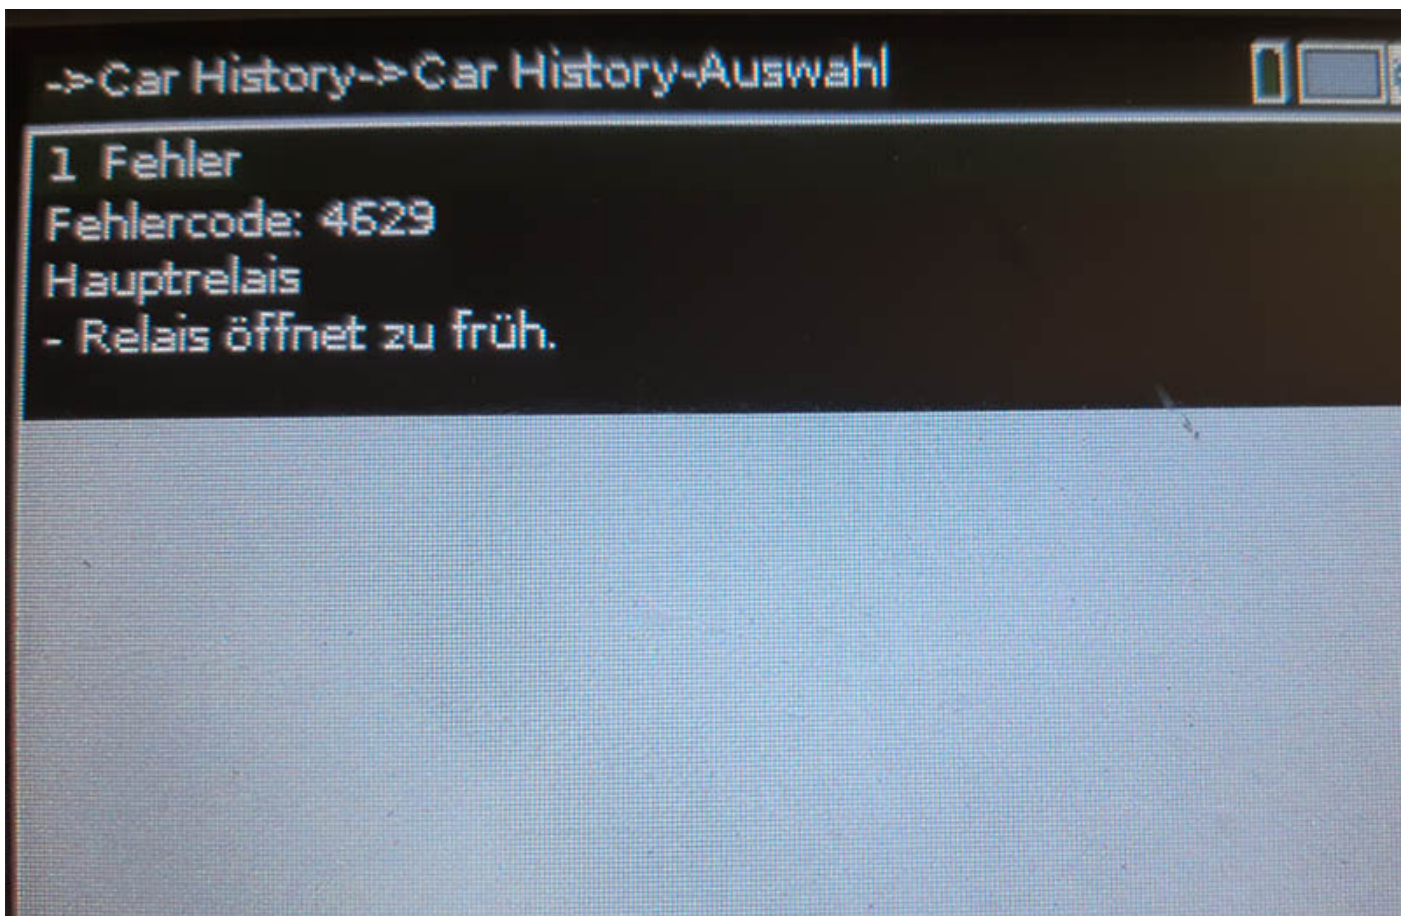 ->Car History->Car History-Auswahl
1 Fehler
Fehlercode: 4629
Hauptrelais
- Relais öffnet zu früh.